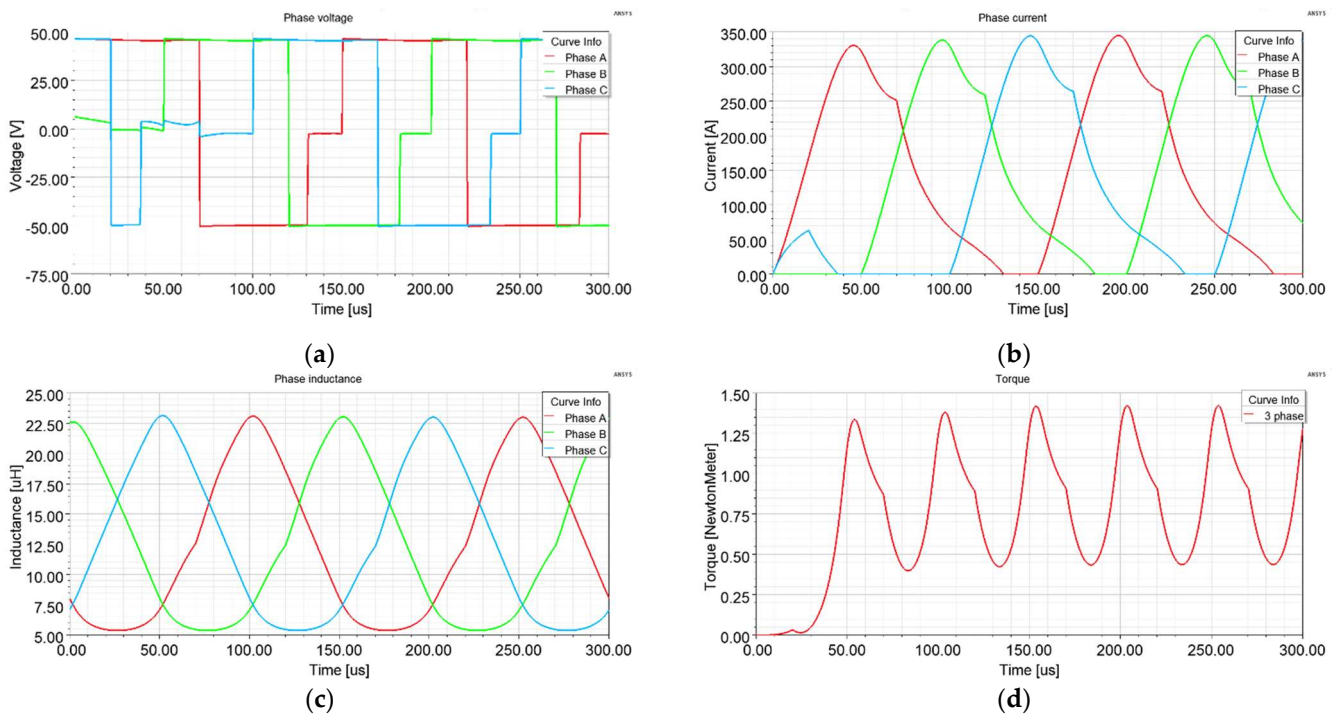 Phase voltage
ANSYS
50.00
25.00
0.00
-25.00
-50.00
-75.00
Voltage [V]
Curve Info
Phase A
Phase B
Phase C
0.00 50.00 100.00 150.00 200.00 250.00 300.00
Time [us]
(a)
Phase current
ANSYS
350.00
300.00
250.00
200.00
150.00
100.00
50.00
0.00
Current [A]
Curve Info
Phase A
Phase B
Phase C
0.00 50.00 100.00 150.00 200.00 250.00 300.00
Time [us]
(b)
Phase inductance
ANSYS
25.00
22.50
17.50
15.00
12.50
10.00
7.50
5.00
Inductance [uH]
Curve Info
Phase A
Phase B
Phase C
0.00 50.00 100.00 150.00 200.00 250.00 300.00
Time [us]
(c)
Torque
ANSYS
1.50
1.25
1.00
0.75
0.50
0.25
0.00
Torque [NewtonMeter]
Curve Info
3 phase
0.00 50.00 100.00 150.00 200.00 250.00 300.00
Time [us]
(d)